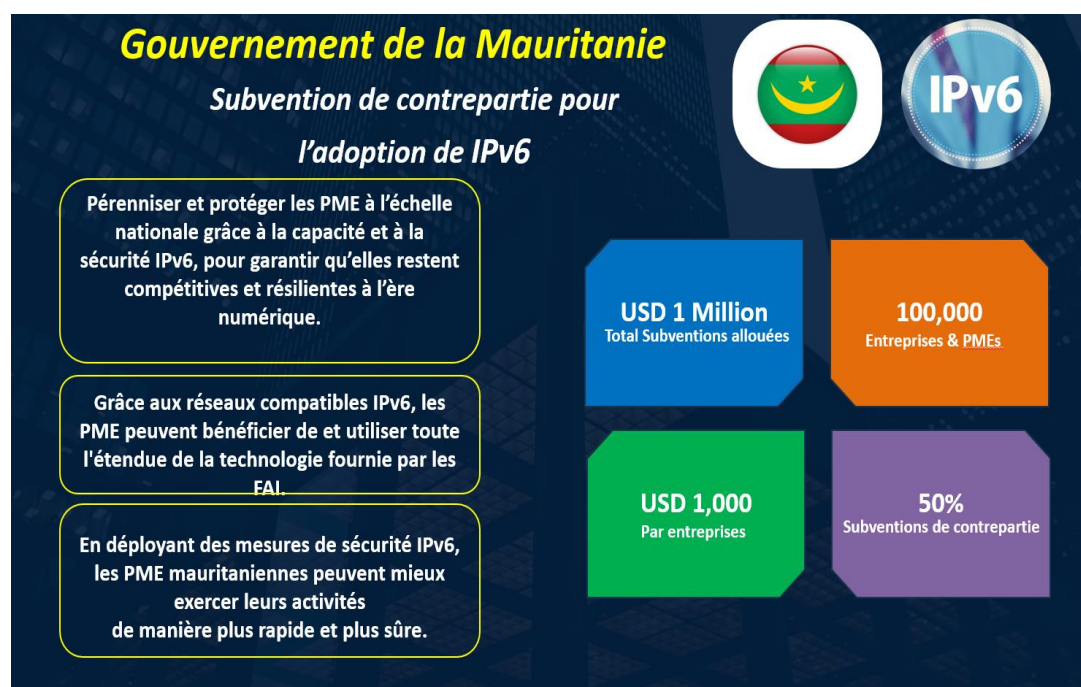 Gouvernement de la Mauritanie
Subvention de contrepartie pour
l’adoption de IPv6
IPv6
Pérenniser et protéger les PME à l’échelle
nationale grâce à la capacité et à la
sécurité IPv6, pour garantir qu’elles restent
compétitives et résilientes à l’ère
numérique.
Grâce aux réseaux compatibles IPv6, les
PME peuvent bénéficier de et utiliser toute
l'étendue de la technologie fournie par les
FAI.
En déployant des mesures de sécurité IPv6,
les PME mauritaniennes peuvent mieux
exercer leurs activités
de manière plus rapide et plus sûre.
USD 1 Million
Total Subventions allouées
100,000
Entreprises & PMEs
USD 1,000
Par entreprises
50%
Subventions de contrepartie